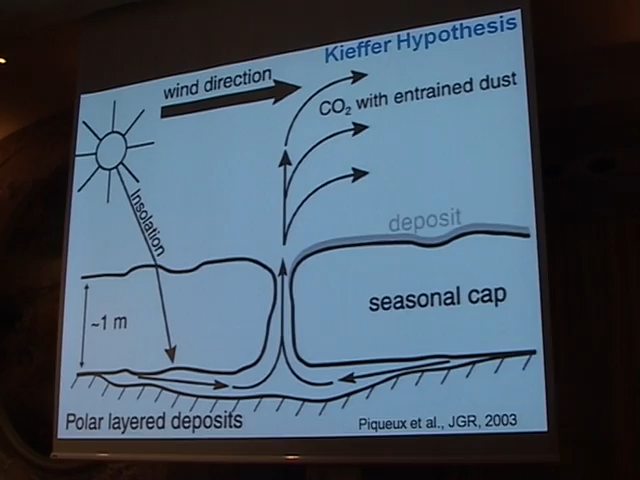 Kieffer Hypothesis
wind direction
CO₂ with entrained dust
Insolation
deposit
seasonal cap
~1 m
Polar layered deposits
Piqueux et al., JGR, 2003